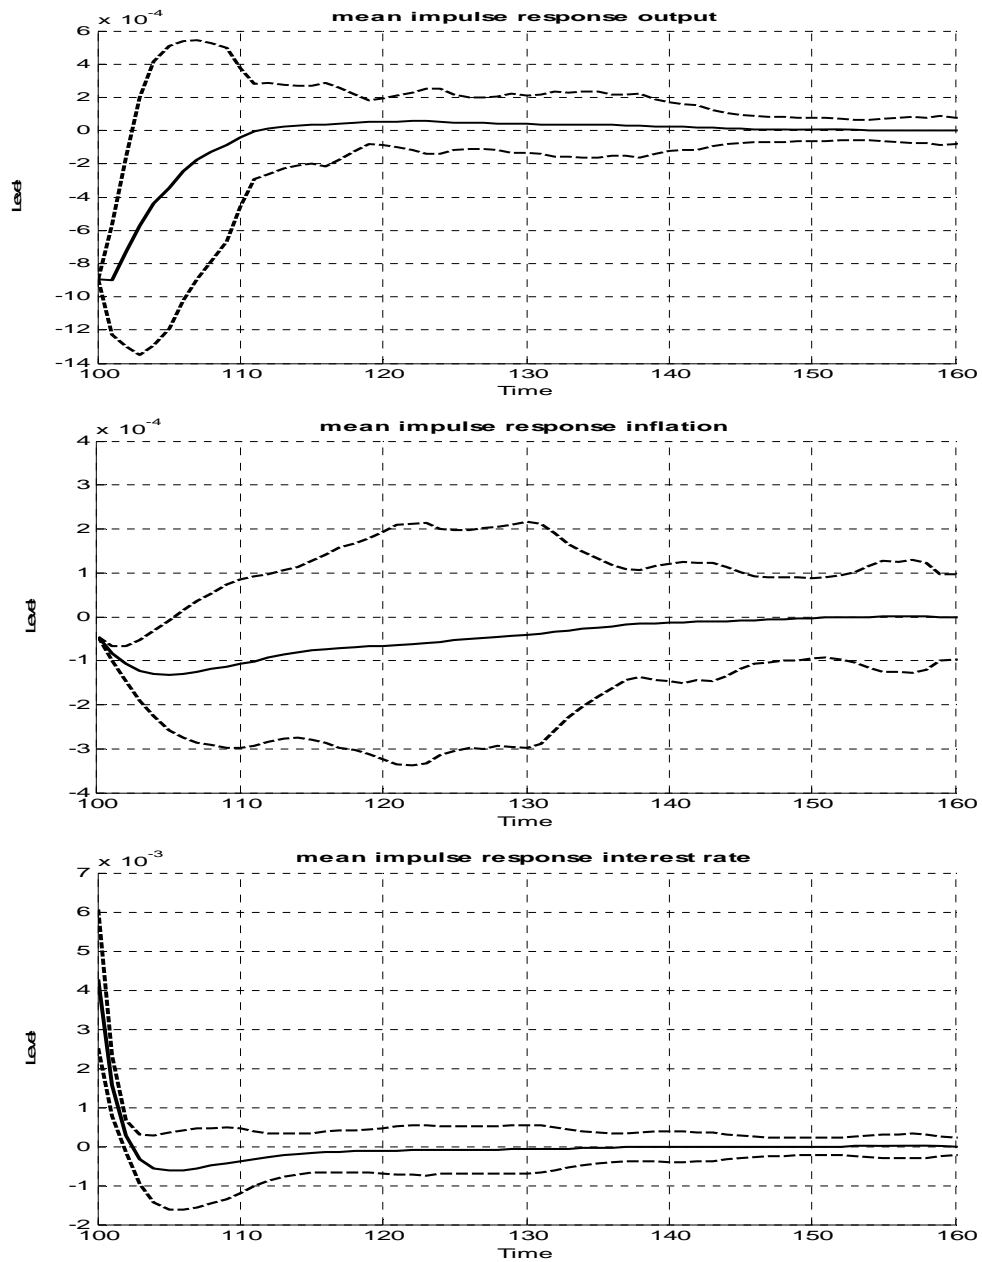 x 10-4
mean impulse response output
6
4
2
0
-2
-4
-6
-8
-10
-12
-14
Level
100 110 120 130 140 150 160
Time
x 10-4
mean impulse response inflation
4
3
2
1
0
-1
-2
-3
-4
Level
100 110 120 130 140 150 160
Time
x 10-3
mean impulse response interest rate
7
6
5
4
3
2
1
0
-1
-2
Level
100 110 120 130 140 150 160
Time